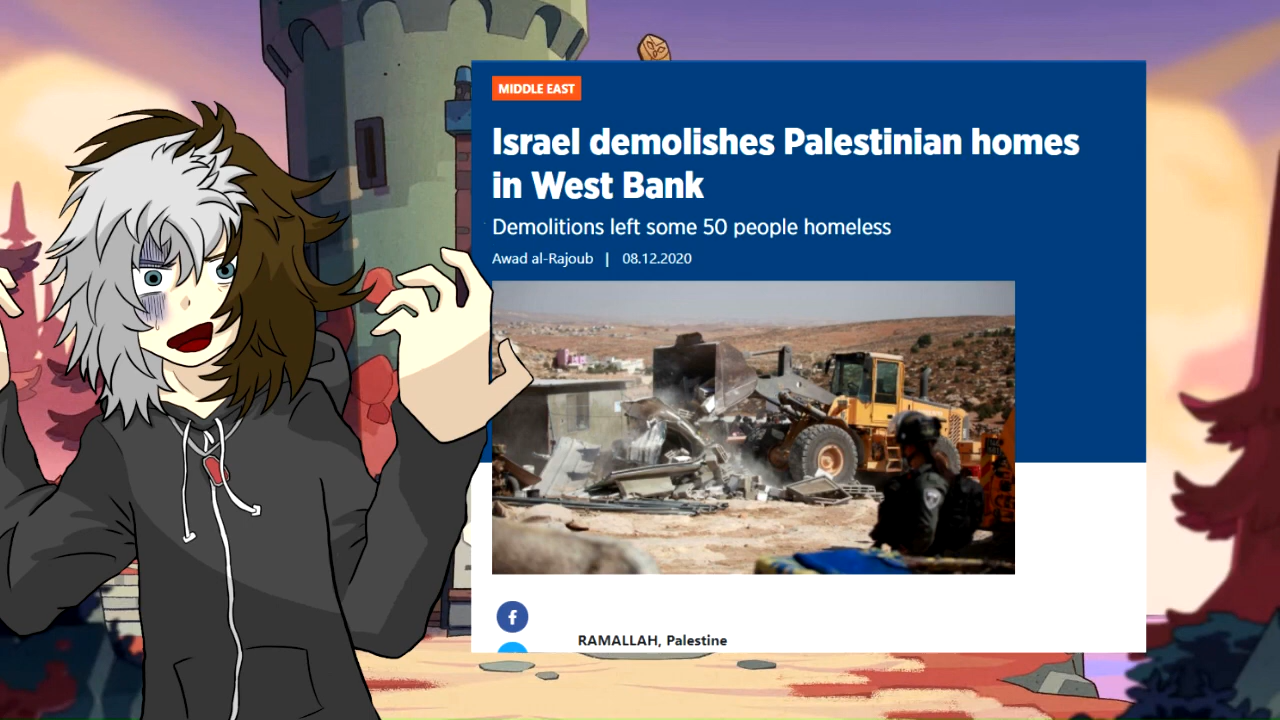 MIDDLE EAST
Israel demolishes Palestinian homes
in West Bank
Demolitions left some 50 people homeless
Awad al-Rajoub | 08.12.2020
f
RAMALLAH, Palestine